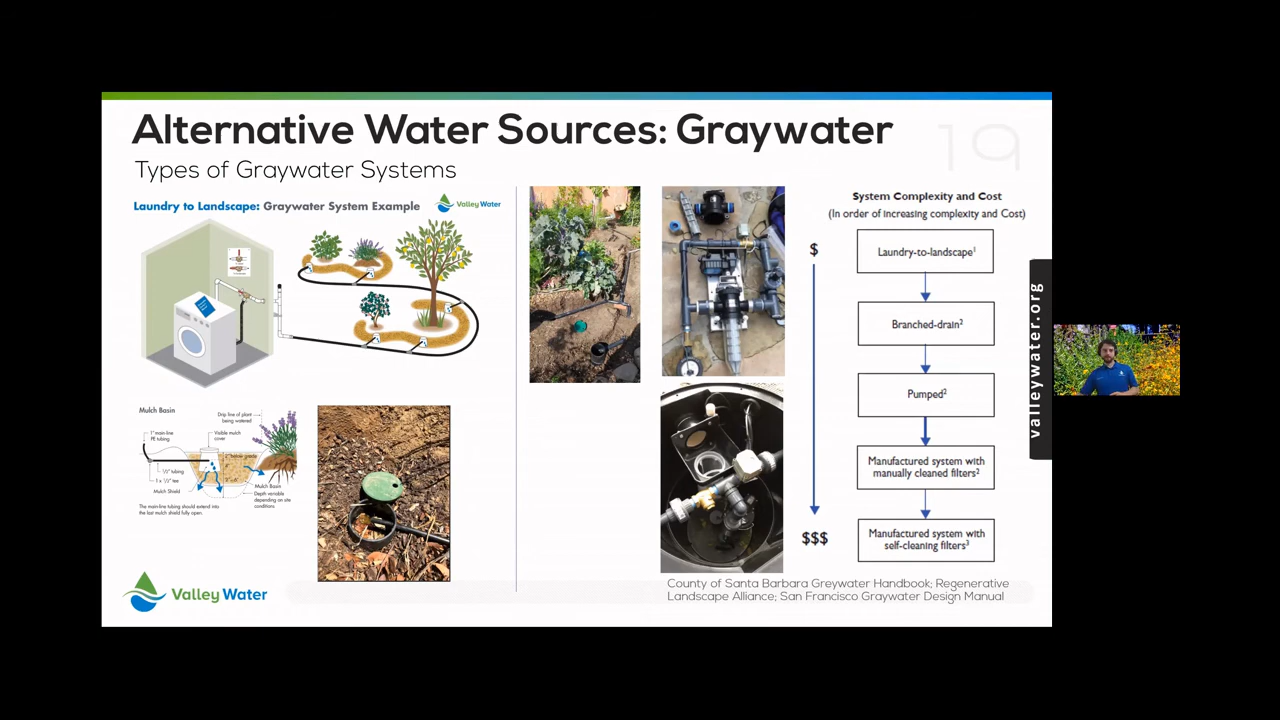 Alternative Water Sources: Graywater
19
Types of Graywater Systems
Laundry to Landscape: Graywater System Example
Valley Water
Mulch Basin
Drip line of plant
being watered
1" main-line
PE tubing
Visible mulch
cover
2" below grade
1/2" tubing
Mulch Shield
Mulch Basin
Depth variable
depending on site
conditions
The main-line tubing should extend into
the last mulch shield fully open.
System Complexity and Cost
(In order of increasing complexity and Cost)
$
Laundry-to-landscape¹
Branched-drain²
Pumped²
Manufactured system with
manually cleaned filters²
Manufactured system with
self-cleaning filters³
$$$
valleywater.org
Valley Water
County of Santa Barbara Greywater Handbook; Regenerative
Landscape Alliance; San Francisco Graywater Design Manual